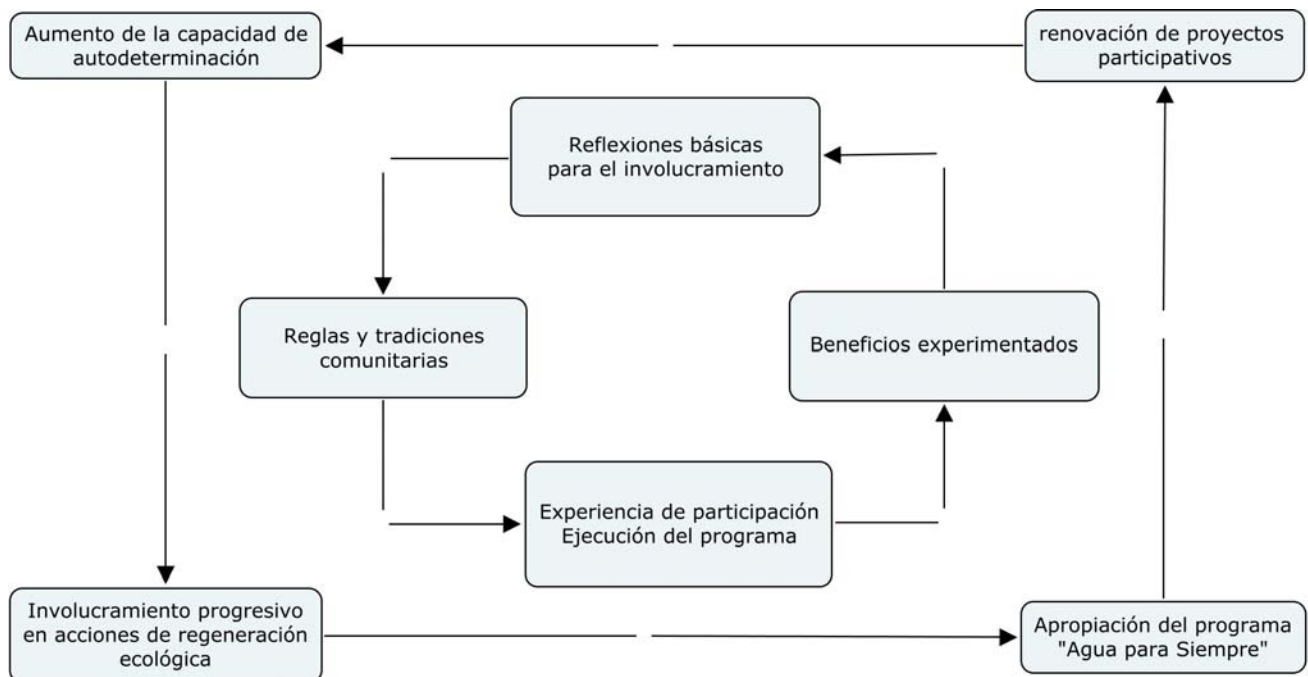 Aumento de la capacidad de
autodeterminación
renovación de proyectos
participativos
Reflexiones básicas
para el involucramiento
Reglas y tradiciones
comunitarias
Beneficios experimentados
Experiencia de participación
Ejecución del programa
Involucramiento progresivo
en acciones de regeneración
ecológica
Apropiación del programa
"Agua para Siempre"